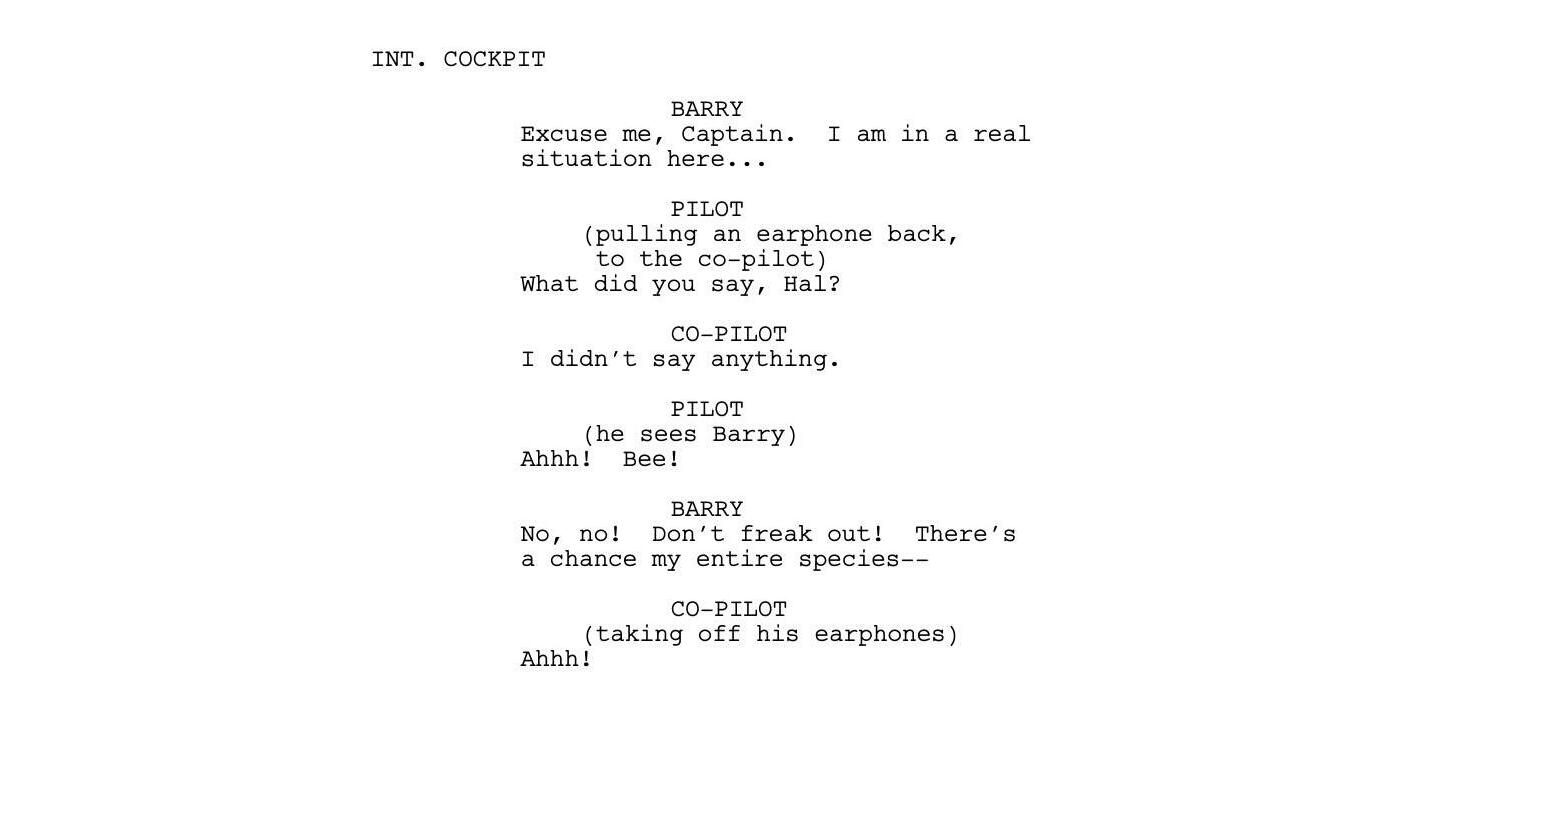 INT. COCKPIT
BARRY
Excuse me, Captain.  I am in a real
situation here...
PILOT
(pulling an earphone back,
to the co-pilot)
What did you say, Hal?
CO-PILOT
I didn't say anything.
PILOT
(he sees Barry)
Ahhh!  Bee!
BARRY
No, no!  Don't freak out!  There's
a chance my entire species--
CO-PILOT
(taking off his earphones)
Ahhh!